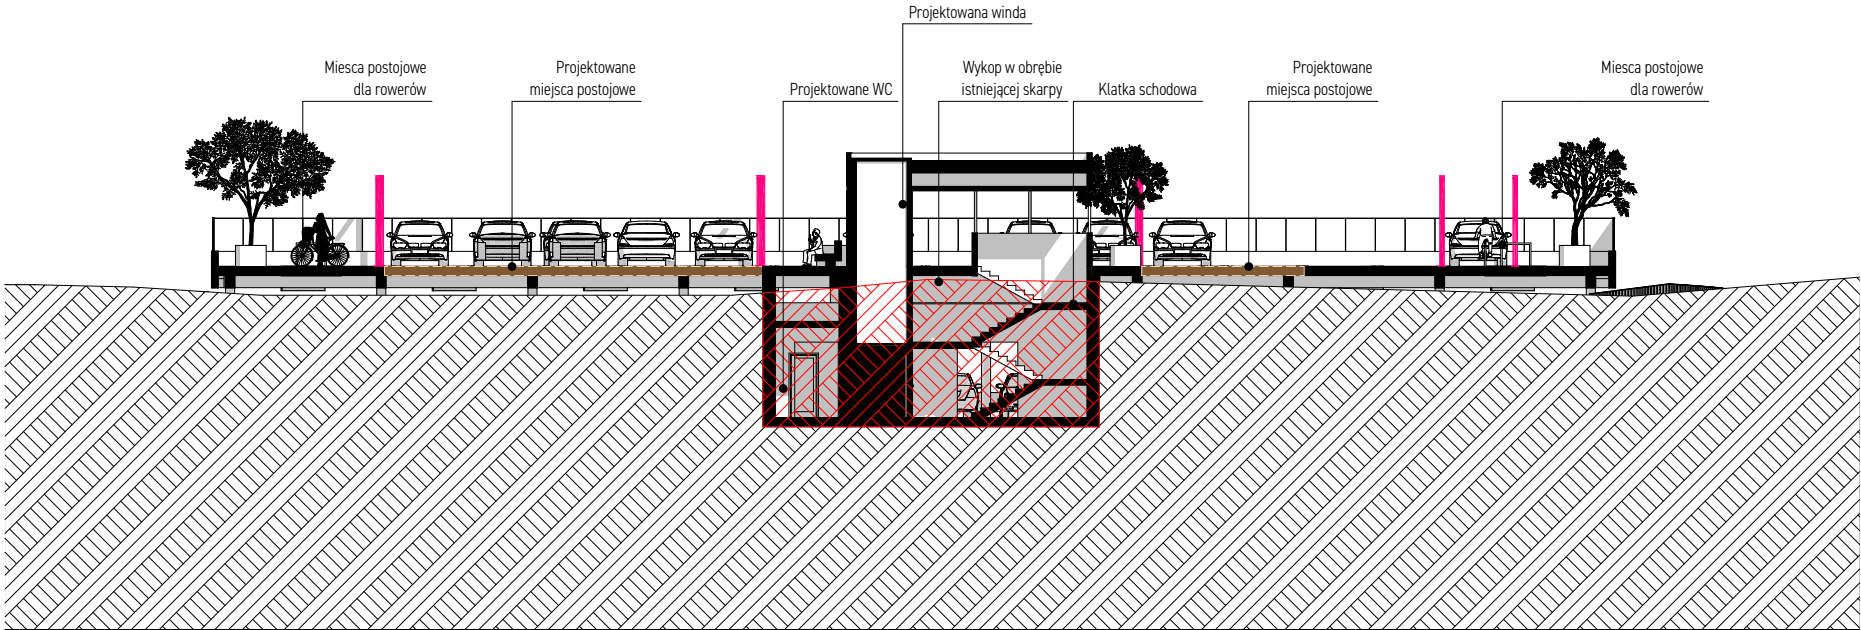 Projektowana winda
Miesca postojowe
dla rowerów
Projektowane
miejsca postojowe
Projektowane WC
Wykop w obrębie
istniejącej skarpy
Klatka schodowa
Projektowane
miejsca postojowe
Miesca postojowe
dla rowerów